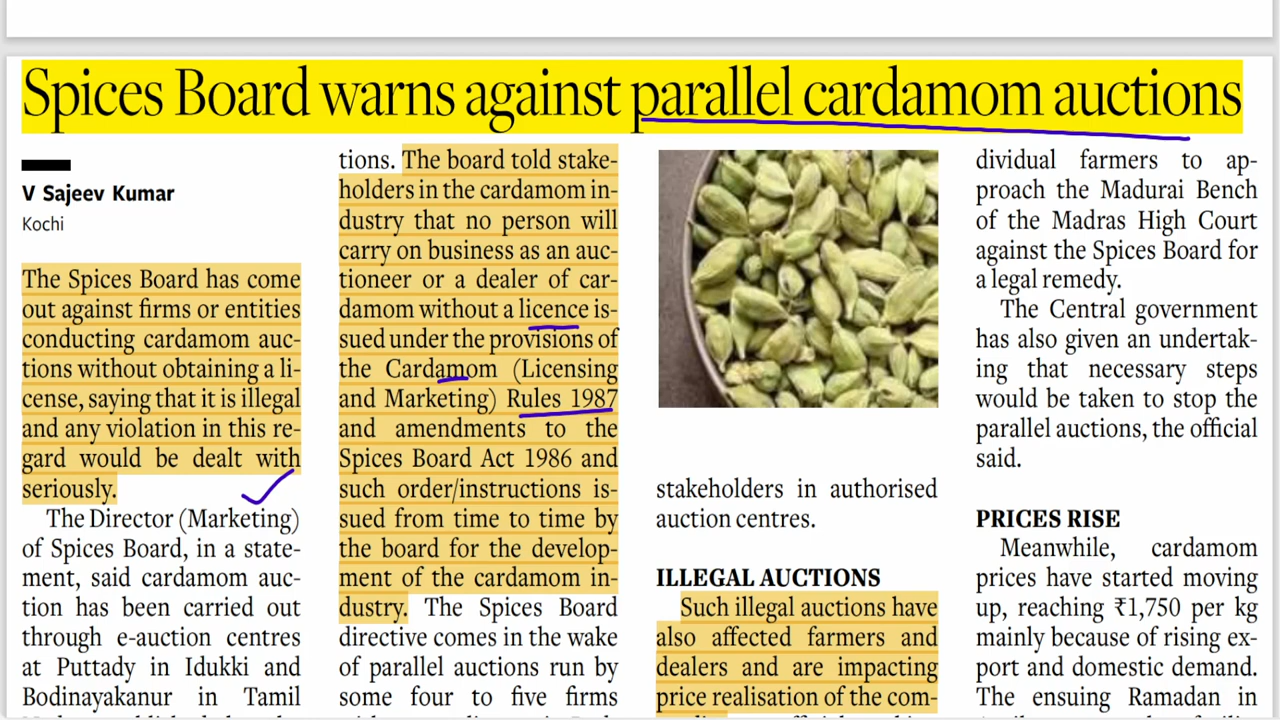 Spices Board warns against parallel cardamom auctions
V Sajeev Kumar
Kochi
The Spices Board has come
out against firms or entities
conducting cardamom auc-
tions without obtaining a li-
cense, saying that it is illegal
and any violation in this re-
gard would be dealt with
seriously.
The Director (Marketing)
of Spices Board, in a state-
ment, said cardamom auc-
tion has been carried out
through e-auction centres
at Puttady in Idukki and
Bodinayakanur in Tamil
tions. The board told stake-
holders in the cardamom in-
dustry that no person will
carry on business as an auc-
tioneer or a dealer of car-
damom without a licence is-
sued under the provisions of
the Cardamom (Licensing
and Marketing) Rules 1987
and amendments to the
Spices Board Act 1986 and
such order/instructions is-
sued from time to time by
the board for the develop-
ment of the cardamom in-
dustry. The Spices Board
directive comes in the wake
of parallel auctions run by
some four to five firms
stakeholders in authorised
auction centres.
ILLEGAL AUCTIONS
Such illegal auctions have
also affected farmers and
dealers and are impacting
price realisation of the com-
dividual farmers to ap-
proach the Madurai Bench
of the Madras High Court
against the Spices Board for
a legal remedy.
The Central government
has also given an undertak-
ing that necessary steps
would be taken to stop the
parallel auctions, the official
said.
PRICES RISE
Meanwhile, cardamom
prices have started moving
up, reaching ₹1,750 per kg
mainly because of rising ex-
port and domestic demand.
The ensuing Ramadan in